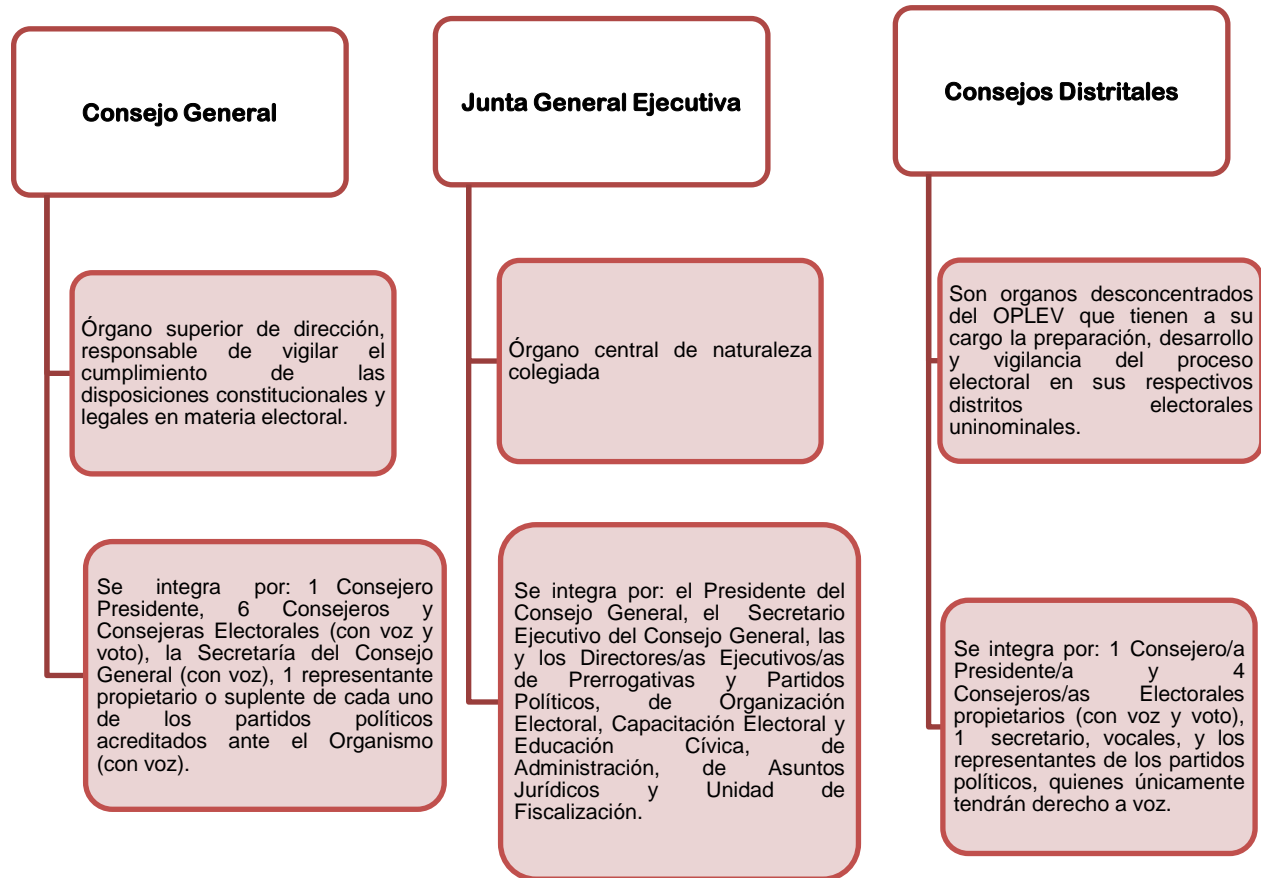 Consejo General
Órgano superior de dirección,
responsable de vigilar el
cumplimiento de las
disposiciones constitucionales y
legales en materia electoral.
Se integra por: 1 Consejero
Presidente, 6 Consejeros y
Consejeras Electorales (con voz y
voto), la Secretaría del Consejo
General (con voz), 1 representante
propietario o suplente de cada uno
de los partidos políticos
acreditados ante el Organismo
(con voz).
Junta General Ejecutiva
Órgano central de naturaleza
colegiada
Se integra por: el Presidente del
Consejo General, el Secretario
Ejecutivo del Consejo General, las
y los Directores/as Ejecutivos/as
de Prerrogativas y Partidos
Políticos, de Organización
Electoral, Capacitación Electoral y
Educación Cívica, de
Administración, de Asuntos
Jurídicos y Unidad de
Fiscalización.
Consejos Distritales
Son organos desconcentrados
del OPLEV que tienen a su
cargo la preparación, desarrollo
y vigilancia del proceso
electoral en sus respectivos
distritos electorales
uninominales.
Se integra por: 1 Consejero/a
Presidente/a y 4
Consejeros/as Electorales
propietarios (con voz y voto),
1 secretario, vocales, y los
representantes de los partidos
políticos, quienes únicamente
tendrán derecho a voz.